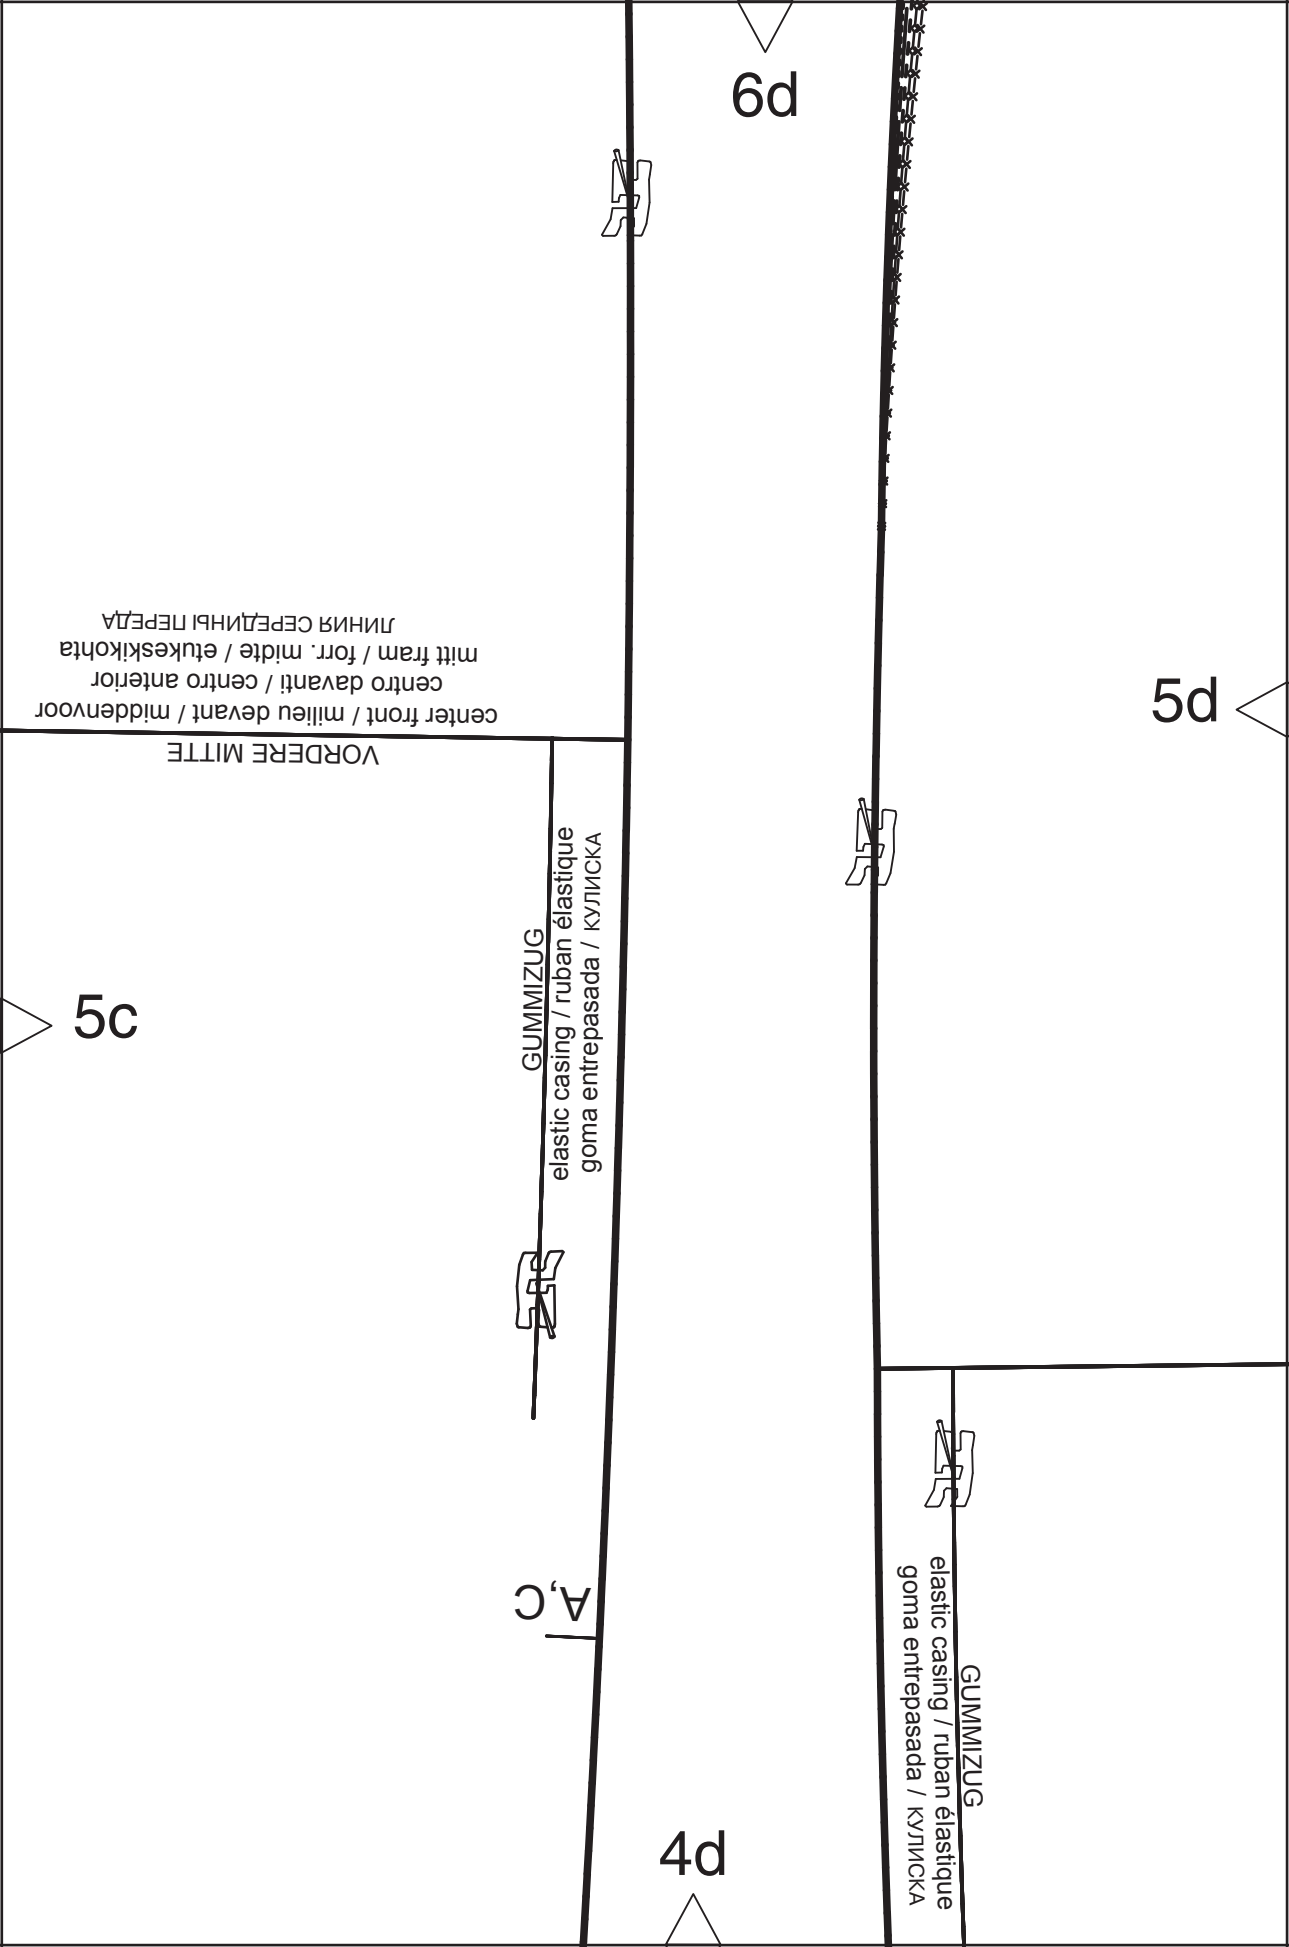 6d
VORDERE MITTE
center front / milieu devant / middenvoor
centro davanti / centro anterior
mitt fram / forr. midte / etukeskikohta
ЛИНИЯ СЕРЕДИНЫ ПЕРЕДА
5d
GUMMIZUG
elastic casing / ruban élastique
goma entrepasada / КУЛИСКА
5c
A,C
GUMMIZUG
elastic casing / ruban élastique
goma entrepasada / КУЛИСКА
4d